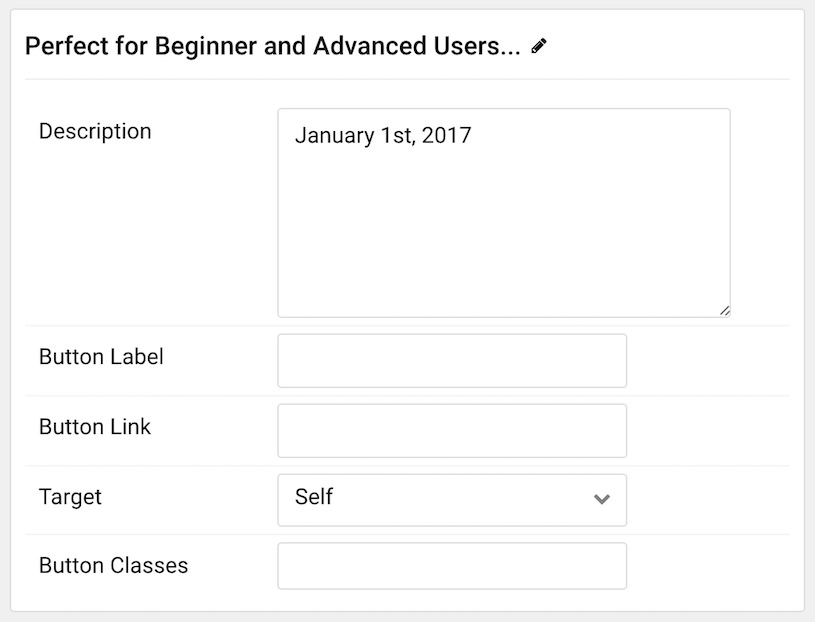 Perfect for Beginner and Advanced Users...
Description
January 1st, 2017
Button Label
Button Link
Target
Self
Button Classes